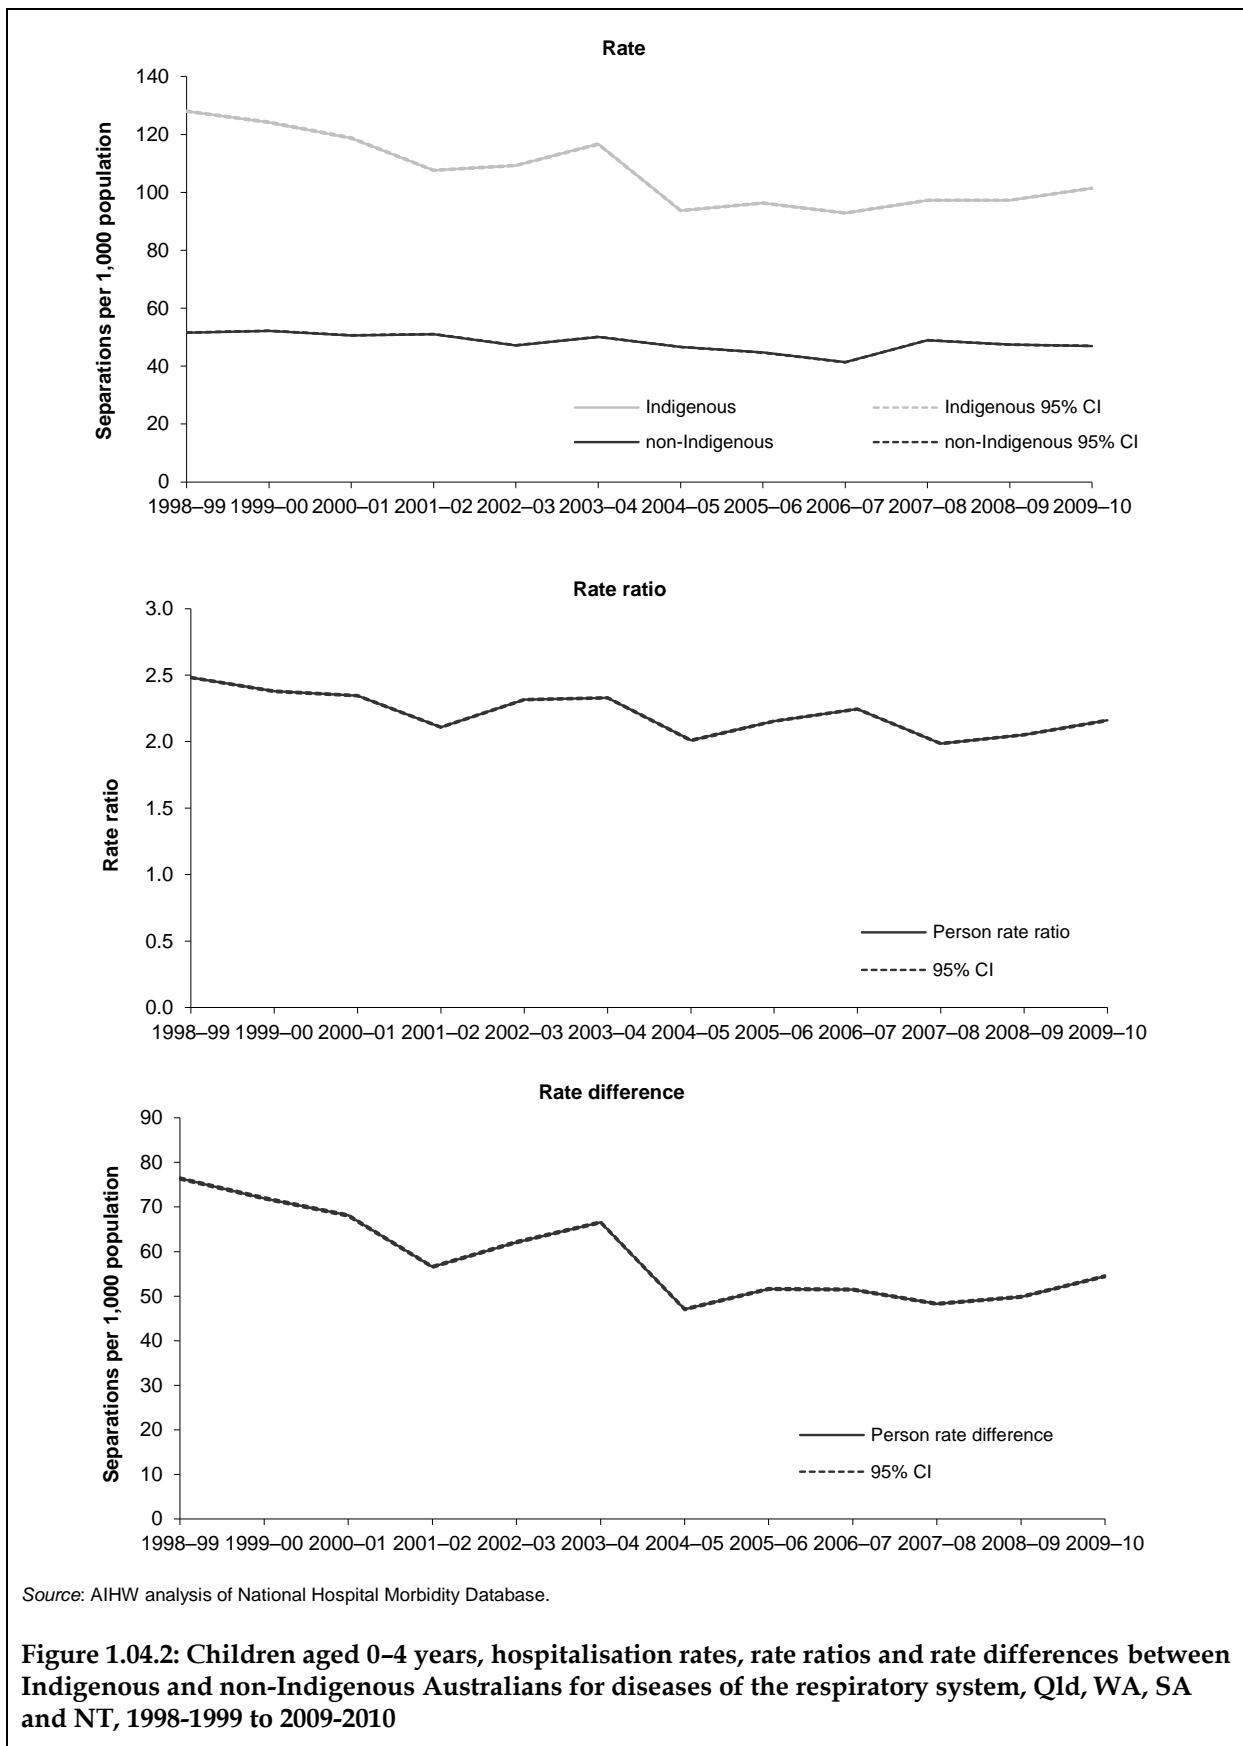 Rate
Separations per 1,000 population
140
120
100
80
60
40
20
0
Indigenous
Indigenous 95% CI
non-Indigenous
non-Indigenous 95% CI
1998–99 1999–00 2000–01 2001–02 2002–03 2003–04 2004–05 2005–06 2006–07 2007–08 2008–09 2009–10
Rate ratio
Rate ratio
3.0
2.5
2.0
1.5
1.0
0.5
0.0
Person rate ratio
95% CI
1998–99 1999–00 2000–01 2001–02 2002–03 2003–04 2004–05 2005–06 2006–07 2007–08 2008–09 2009–10
Rate difference
Separations per 1,000 population
90
80
70
60
50
40
30
20
10
0
Person rate difference
95% CI
1998–99 1999–00 2000–01 2001–02 2002–03 2003–04 2004–05 2005–06 2006–07 2007–08 2008–09 2009–10
Source: AIHW analysis of National Hospital Morbidity Database.
Figure 1.04.2: Children aged 0–4 years, hospitalisation rates, rate ratios and rate differences between
Indigenous and non-Indigenous Australians for diseases of the respiratory system, Qld, WA, SA
and NT, 1998-1999 to 2009-2010